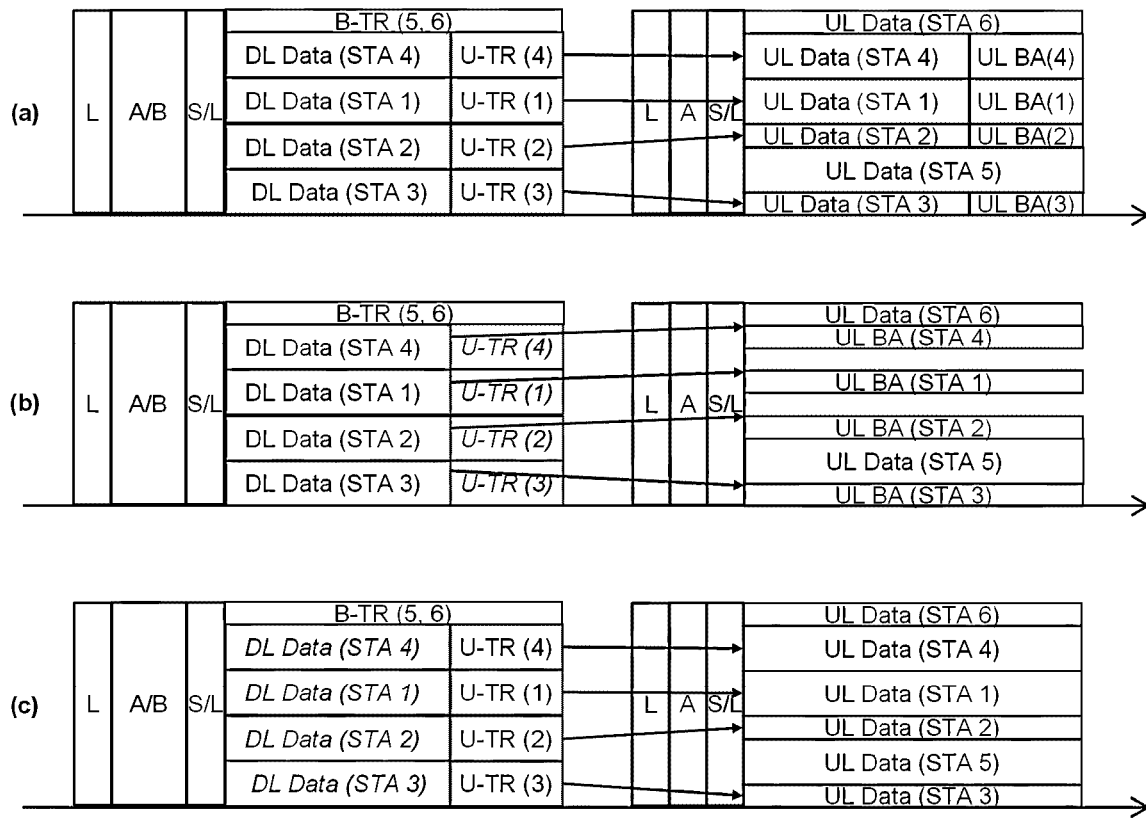 B-TR (5, 6) UL Data (STA 6)
DL Data (STA 4) U-TR (4) UL Data (STA 4) UL BA(4)
(a) L A/B S/L DL Data (STA 1) U-TR (1) L A S/L UL Data (STA 1) UL BA(1)
DL Data (STA 2) U-TR (2) UL Data (STA 2) UL BA(2)
UL Data (STA 5)
DL Data (STA 3) U-TR (3) UL Data (STA 3) UL BA(3)
B-TR (5, 6) UL Data (STA 6)
DL Data (STA 4) U-TR (4) UL BA (STA 4)
(b) L A/B S/L DL Data (STA 1) U-TR (1) L A S/L UL BA (STA 1)
DL Data (STA 2) U-TR (2) UL BA (STA 2)
UL Data (STA 5)
DL Data (STA 3) U-TR (3) UL BA (STA 3)
B-TR (5, 6) UL Data (STA 6)
DL Data (STA 4) U-TR (4) UL Data (STA 4)
(c) L A/B S/L DL Data (STA 1) U-TR (1) L A S/L UL Data (STA 1)
DL Data (STA 2) U-TR (2) UL Data (STA 2)
UL Data (STA 5)
DL Data (STA 3) U-TR (3) UL Data (STA 3)